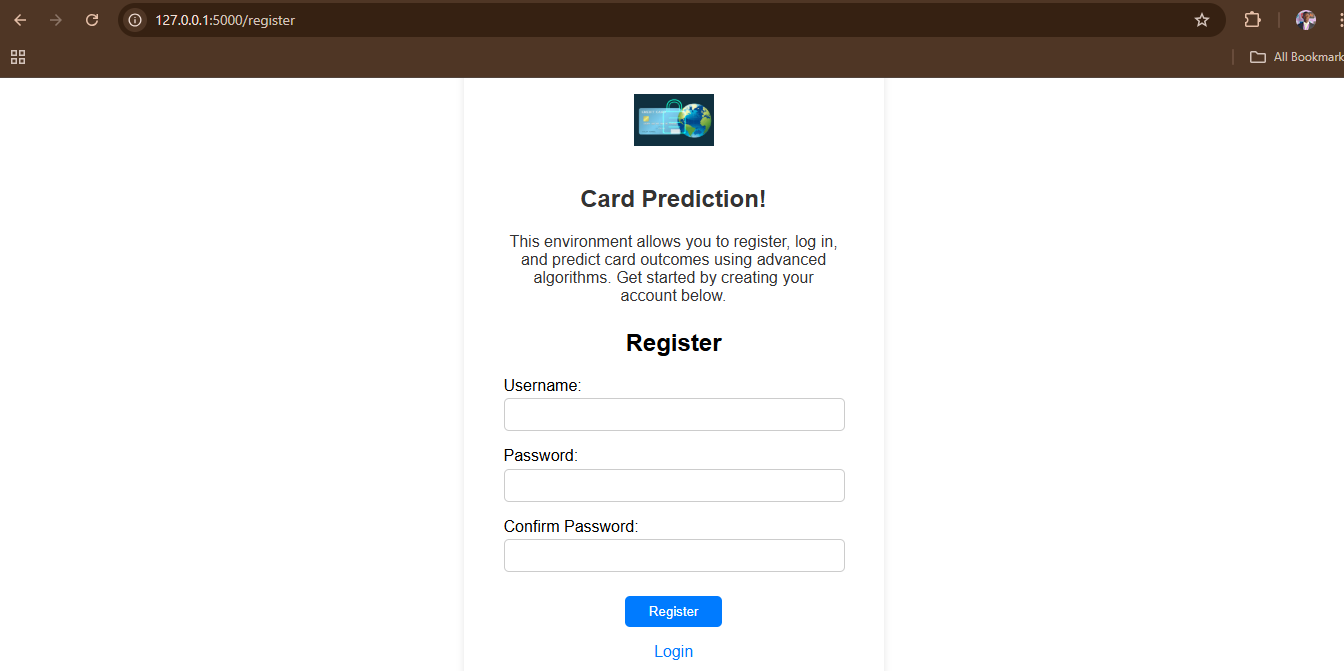 127.0.0.1:5000/register
All Bookmark
Card Prediction!
This environment allows you to register, log in,
and predict card outcomes using advanced
algorithms. Get started by creating your
account below.
Register
Username:
Password:
Confirm Password:
Register
Login